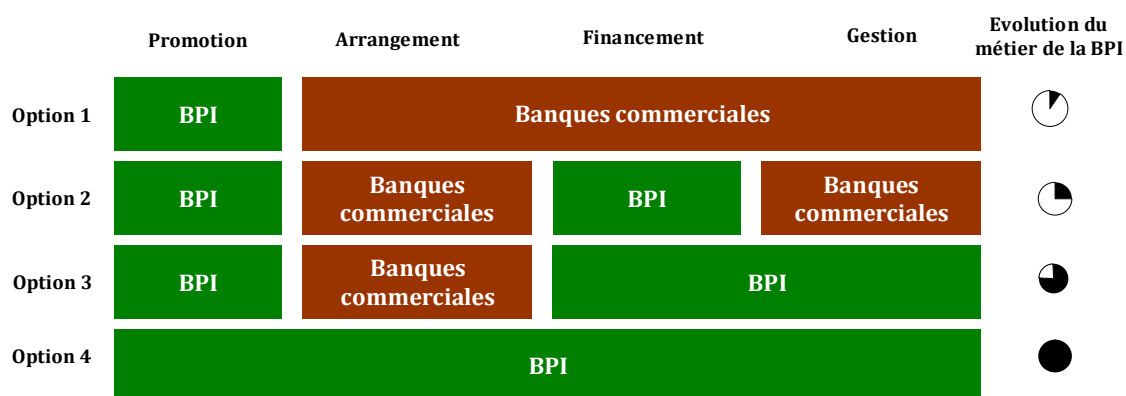 Promotion
Arrangement
Financement
Gestion
Evolution du
métier de la BPI
Option 1
BPI
Banques commerciales
Option 2
BPI
Banques
commerciales
BPI
Banques
commerciales
Option 3
BPI
Banques
commerciales
BPI
Option 4
BPI